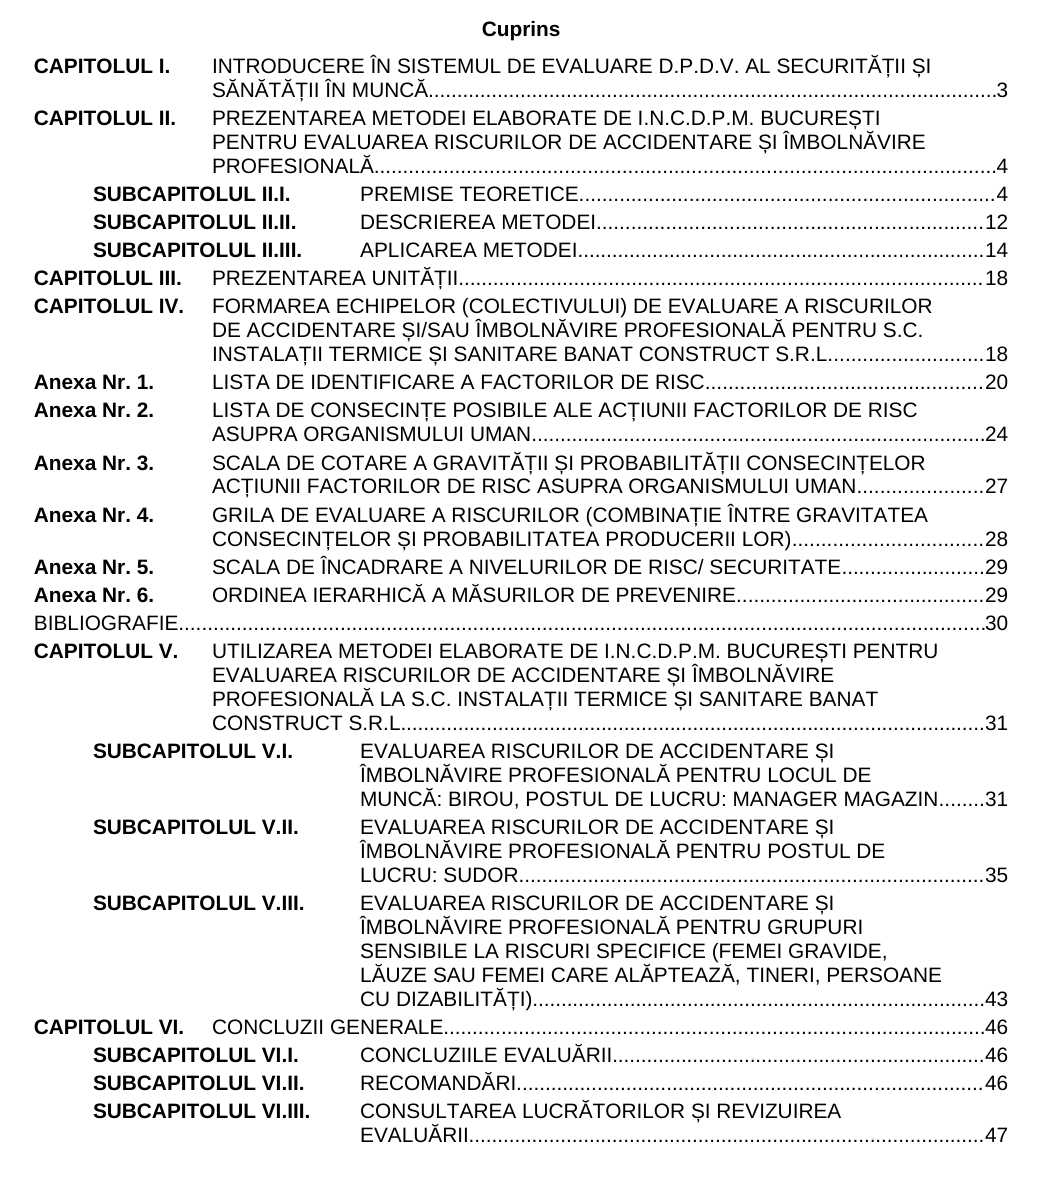 Cuprins
CAPITOLUL I. INTRODUCERE ÎN SISTEMUL DE EVALUARE D.P.D.V. AL SECURITĂȚII ȘI
SĂNĂTĂȚII ÎN MUNCĂ....................3
CAPITOLUL II. PREZENTAREA METODEI ELABORATE DE I.N.C.D.P.M. BUCUREȘTI
PENTRU EVALUAREA RISCURILOR DE ACCIDENTARE ȘI ÎMBOLNĂVIRE
PROFESIONALĂ....................4
SUBCAPITOLUL II.I. PREMISE TEORETICE....................4
SUBCAPITOLUL II.II. DESCRIEREA METODEI....................12
SUBCAPITOLUL II.III. APLICAREA METODEI....................14
CAPITOLUL III. PREZENTAREA UNITĂȚII....................18
CAPITOLUL IV. FORMAREA ECHIPELOR (COLECTIVULUI) DE EVALUARE A RISCURILOR
DE ACCIDENTARE ȘI/SAU ÎMBOLNĂVIRE PROFESIONALĂ PENTRU S.C.
INSTALAȚII TERMICE ȘI SANITARE BANAT CONSTRUCT S.R.L....................18
Anexa Nr. 1. LISTA DE IDENTIFICARE A FACTORILOR DE RISC....................20
Anexa Nr. 2. LISTA DE CONSECINȚE POSIBILE ALE ACȚIUNII FACTORILOR DE RISC
ASUPRA ORGANISMULUI UMAN....................24
Anexa Nr. 3. SCALA DE COTARE A GRAVITĂȚII ȘI PROBABILITĂȚII CONSECINȚELOR
ACȚIUNII FACTORILOR DE RISC ASUPRA ORGANISMULUI UMAN....................27
Anexa Nr. 4. GRILA DE EVALUARE A RISCURILOR (COMBINAȚIE ÎNTRE GRAVITATEA
CONSECINȚELOR ȘI PROBABILITATEA PRODUCERII LOR)....................28
Anexa Nr. 5. SCALA DE ÎNCADRARE A NIVELURILOR DE RISC/ SECURITATE....................29
Anexa Nr. 6. ORDINEA IERARHICĂ A MĂSURILOR DE PREVENIRE....................29
BIBLIOGRAFIE....................30
CAPITOLUL V. UTILIZAREA METODEI ELABORATE DE I.N.C.D.P.M. BUCUREȘTI PENTRU
EVALUAREA RISCURILOR DE ACCIDENTARE ȘI ÎMBOLNĂVIRE
PROFESIONALĂ LA S.C. INSTALAȚII TERMICE ȘI SANITARE BANAT
CONSTRUCT S.R.L....................31
SUBCAPITOLUL V.I. EVALUAREA RISCURILOR DE ACCIDENTARE ȘI
ÎMBOLNĂVIRE PROFESIONALĂ PENTRU LOCUL DE
MUNCĂ: BIROU, POSTUL DE LUCRU: MANAGER MAGAZIN........31
SUBCAPITOLUL V.II. EVALUAREA RISCURILOR DE ACCIDENTARE ȘI
ÎMBOLNĂVIRE PROFESIONALĂ PENTRU POSTUL DE
LUCRU: SUDOR....................35
SUBCAPITOLUL V.III. EVALUAREA RISCURILOR DE ACCIDENTARE ȘI
ÎMBOLNĂVIRE PROFESIONALĂ PENTRU GRUPURI
SENSIBILE LA RISCURI SPECIFICE (FEMEI GRAVIDE,
LĂUZE SAU FEMEI CARE ALĂPTEAZĂ, TINERI, PERSOANE
CU DIZABILITĂȚI)....................43
CAPITOLUL VI. CONCLUZII GENERALE....................46
SUBCAPITOLUL VI.I. CONCLUZIILE EVALUĂRII....................46
SUBCAPITOLUL VI.II. RECOMANDĂRI....................46
SUBCAPITOLUL VI.III. CONSULTAREA LUCRĂTORILOR ȘI REVIZUIREA
EVALUĂRII....................47